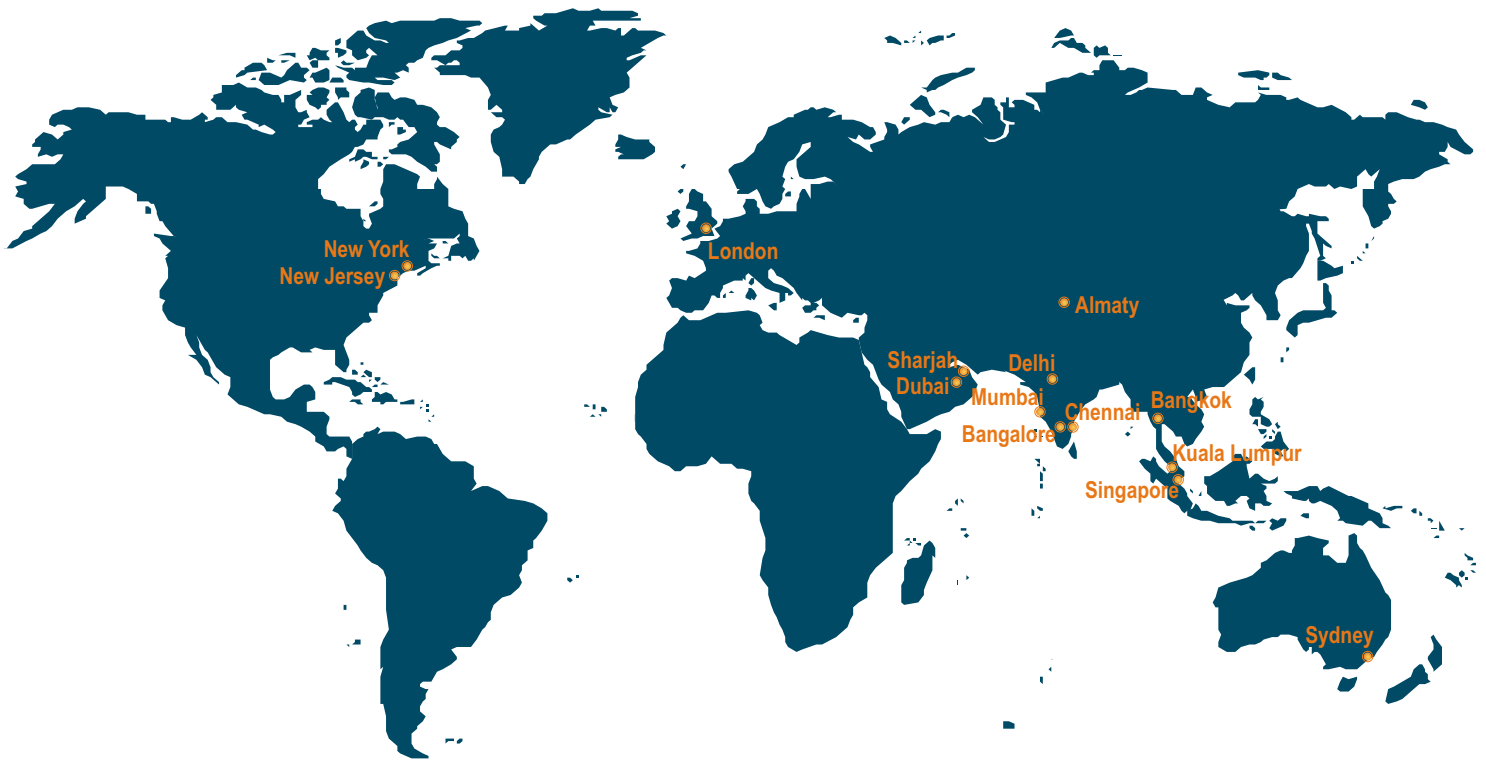 New York
London
New Jersey
Almaty
Sharjah
Delhi
Dubai
Mumbai
Bangkok
Chennai
Bangalore
Kuala Lumpur
Singapore
Sydney